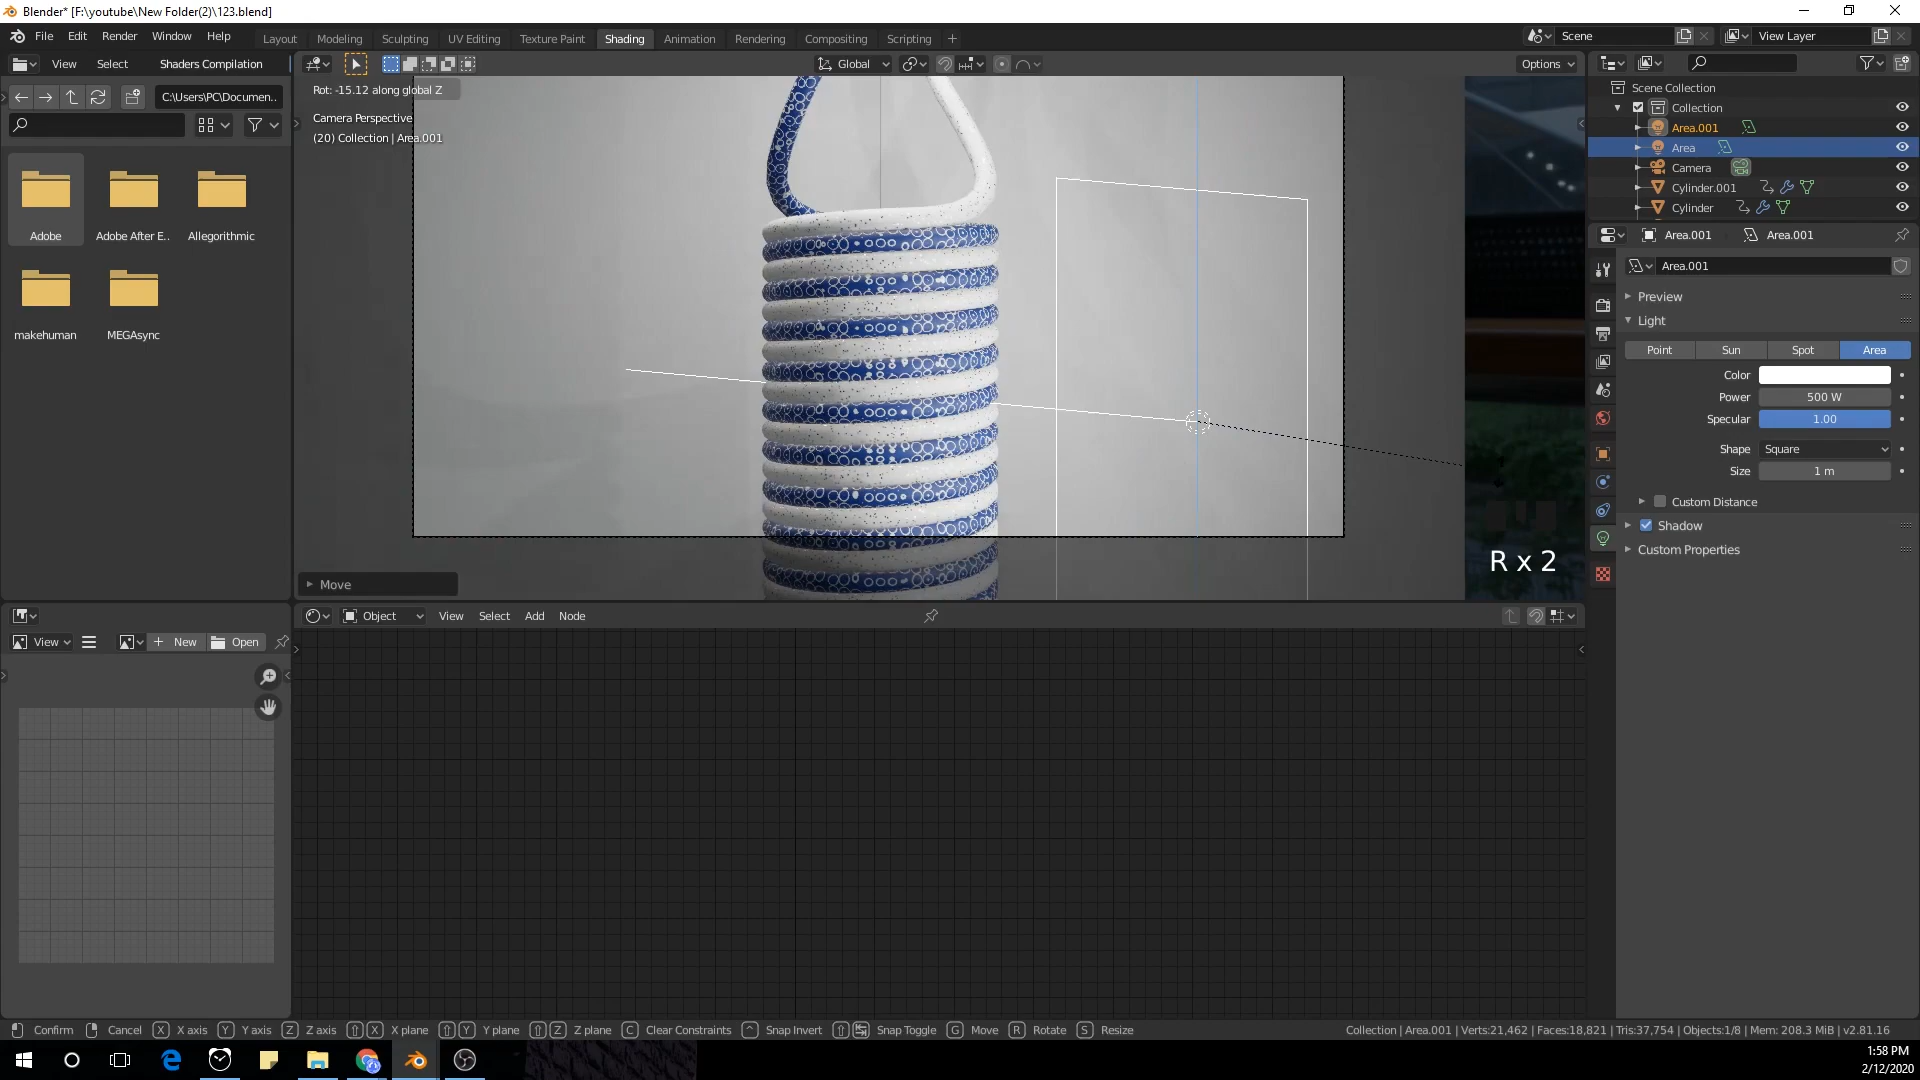 Blender* [F:\youtube\New Folder(2)\123.blend]
File Edit Render Window Help
Layout Modeling Sculpting UV Editing Texture Paint Shading Animation Rendering Compositing Scripting
Scene
View Layer
View Select Shaders Compilation
Global
Options
C:\Users\PC\Documen..
Adobe
Adobe After E..
Allegorithmic
makehuman
MEGAsync
Rot: -15.12 along global Z
Camera Perspective
(20) Collection | Area.001
Move
R x 2
Scene Collection
Collection
Area.001
Area
Camera
Cylinder.001
Cylinder
Area.001 Area.001
Area.001
Preview
Light
Point Sun Spot Area
Color
Power 500 W
Specular 1.00
Shape Square
Size 1 m
Custom Distance
Shadow
Custom Properties
View New Open
Object View Select Add Node
Confirm Cancel X X axis Y Y axis Z Z axis X X plane Y Y plane Z Z plane C Clear Constraints ^ Snap Invert Snap Toggle G Move R Rotate S Resize
Collection | Area.001 | Verts:21,462 | Faces:18,821 | Tris:37,754 | Objects:1/8 | Mem: 208.3 MiB | v2.81.16
1:58 PM
2/12/2020